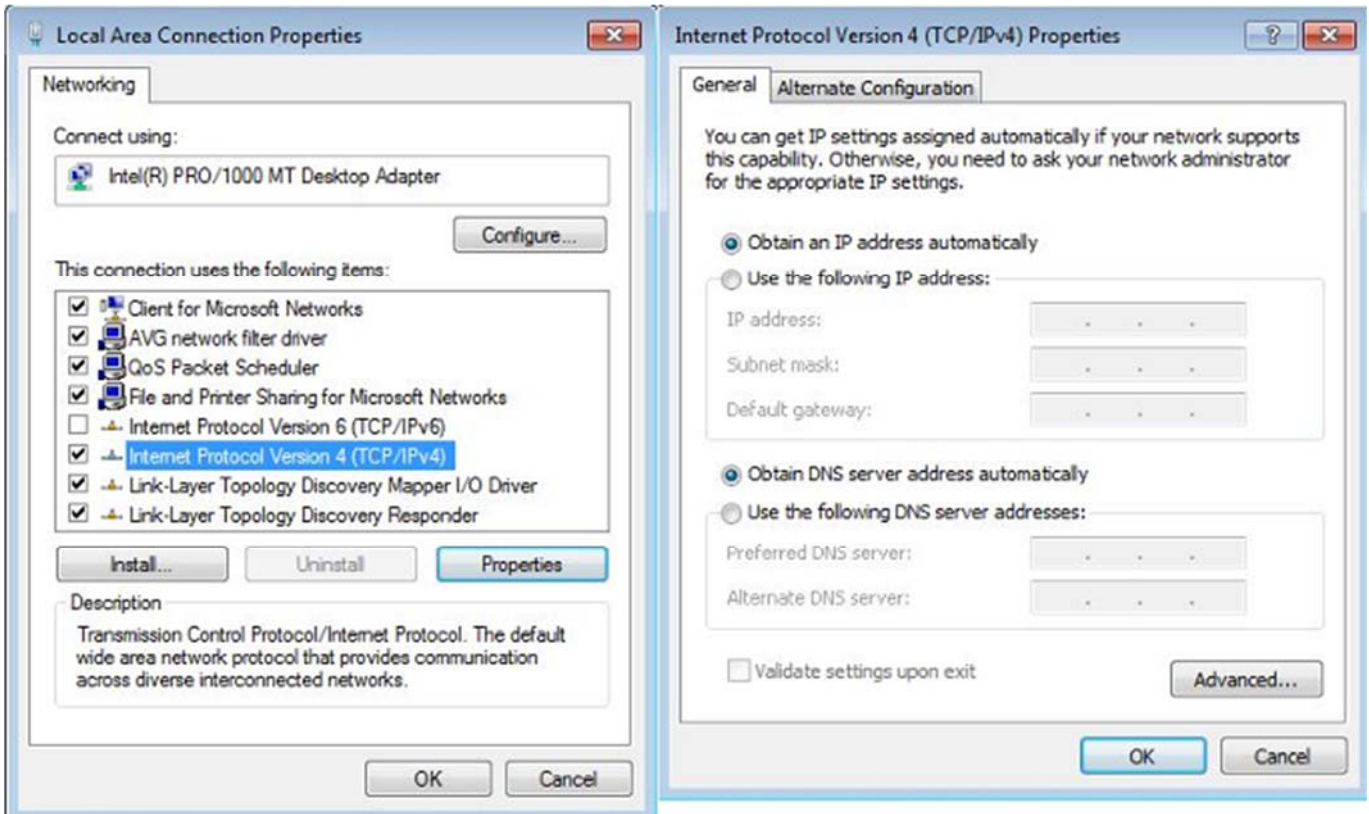 Local Area Connection Properties
Networking
Connect using:
Intel(R) PRO/1000 MT Desktop Adapter
Configure...
This connection uses the following items:
Client for Microsoft Networks
AVG network filter driver
QoS Packet Scheduler
File and Printer Sharing for Microsoft Networks
Internet Protocol Version 6 (TCP/IPv6)
Internet Protocol Version 4 (TCP/IPv4)
Link-Layer Topology Discovery Mapper I/O Driver
Link-Layer Topology Discovery Responder
Install... Uninstall Properties
Description
Transmission Control Protocol/Internet Protocol. The default
wide area network protocol that provides communication
across diverse interconnected networks.
OK Cancel
Internet Protocol Version 4 (TCP/IPv4) Properties
General Alternate Configuration
You can get IP settings assigned automatically if your network supports
this capability. Otherwise, you need to ask your network administrator
for the appropriate IP settings.
Obtain an IP address automatically
Use the following IP address:
IP address: . . .
Subnet mask: . . .
Default gateway: . . .
Obtain DNS server address automatically
Use the following DNS server addresses:
Preferred DNS server: . . .
Alternate DNS server: . . .
Validate settings upon exit
Advanced...
OK Cancel